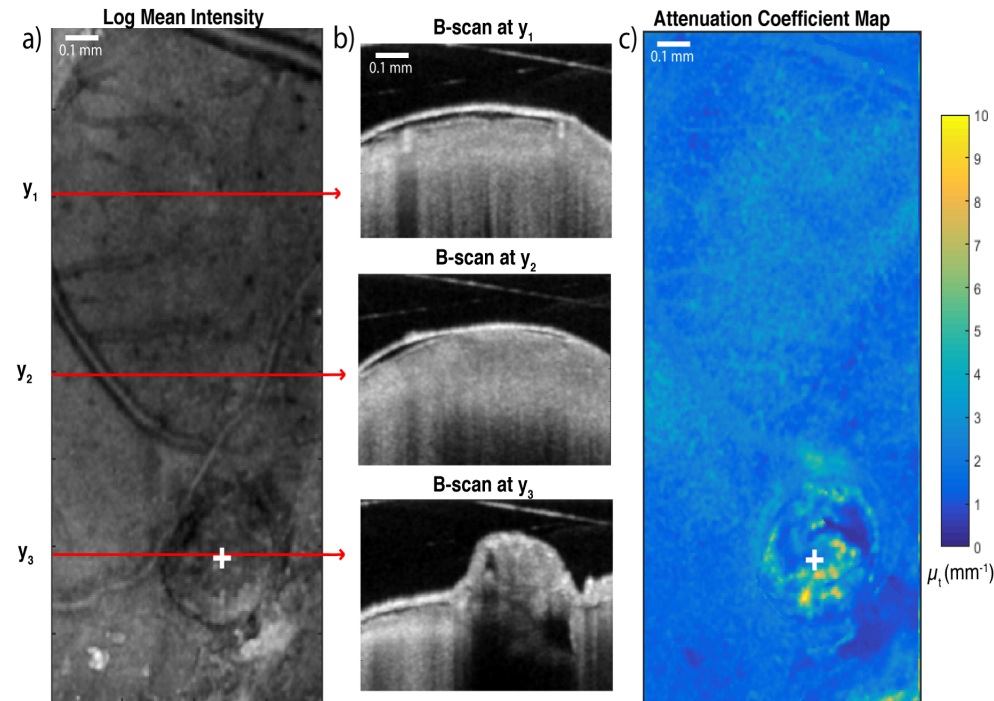 a)
Log Mean Intensity
0.1 mm
y1
y2
y3
b)
B-scan at y1
0.1 mm
B-scan at y2
B-scan at y3
c)
Attenuation Coefficient Map
0.1 mm
10
9
8
7
6
5
4
3
2
1
0
μt (mm-1)